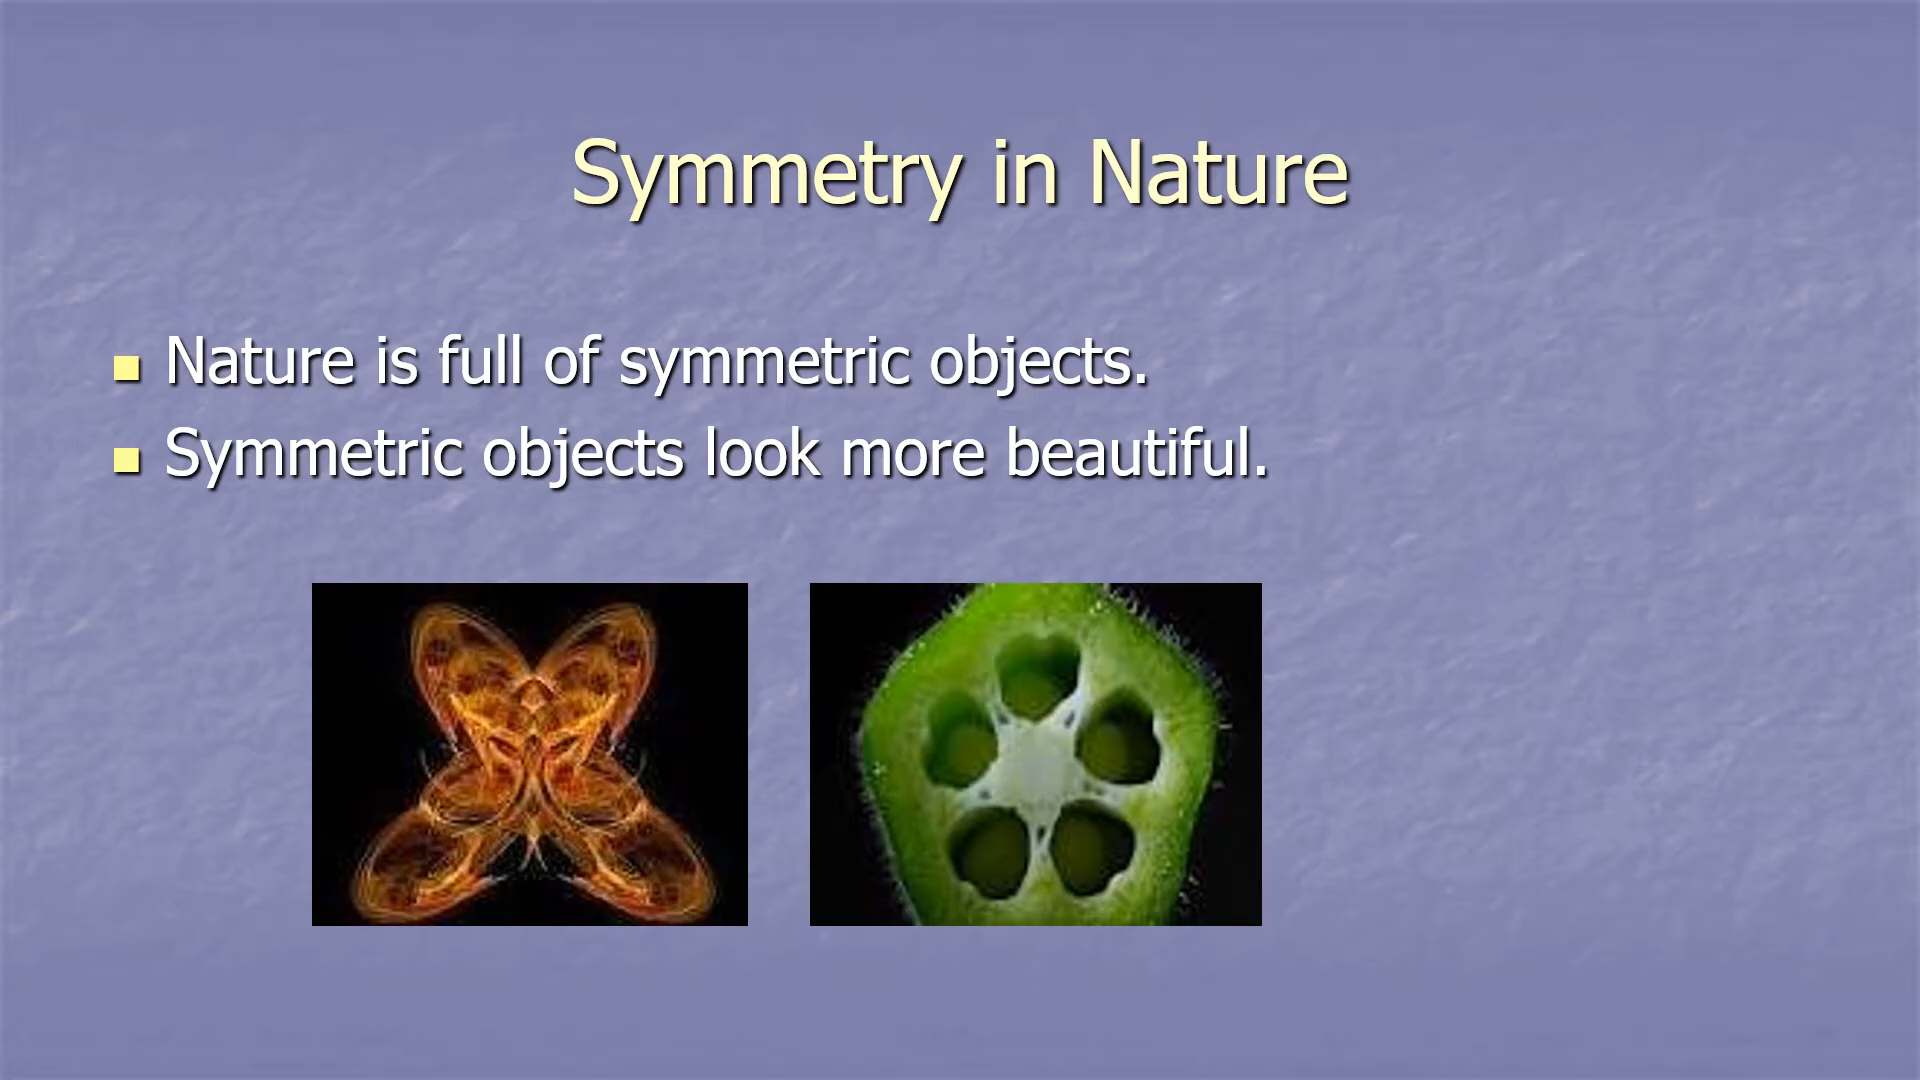 Symmetry in Nature
Nature is full of symmetric objects.
Symmetric objects look more beautiful.